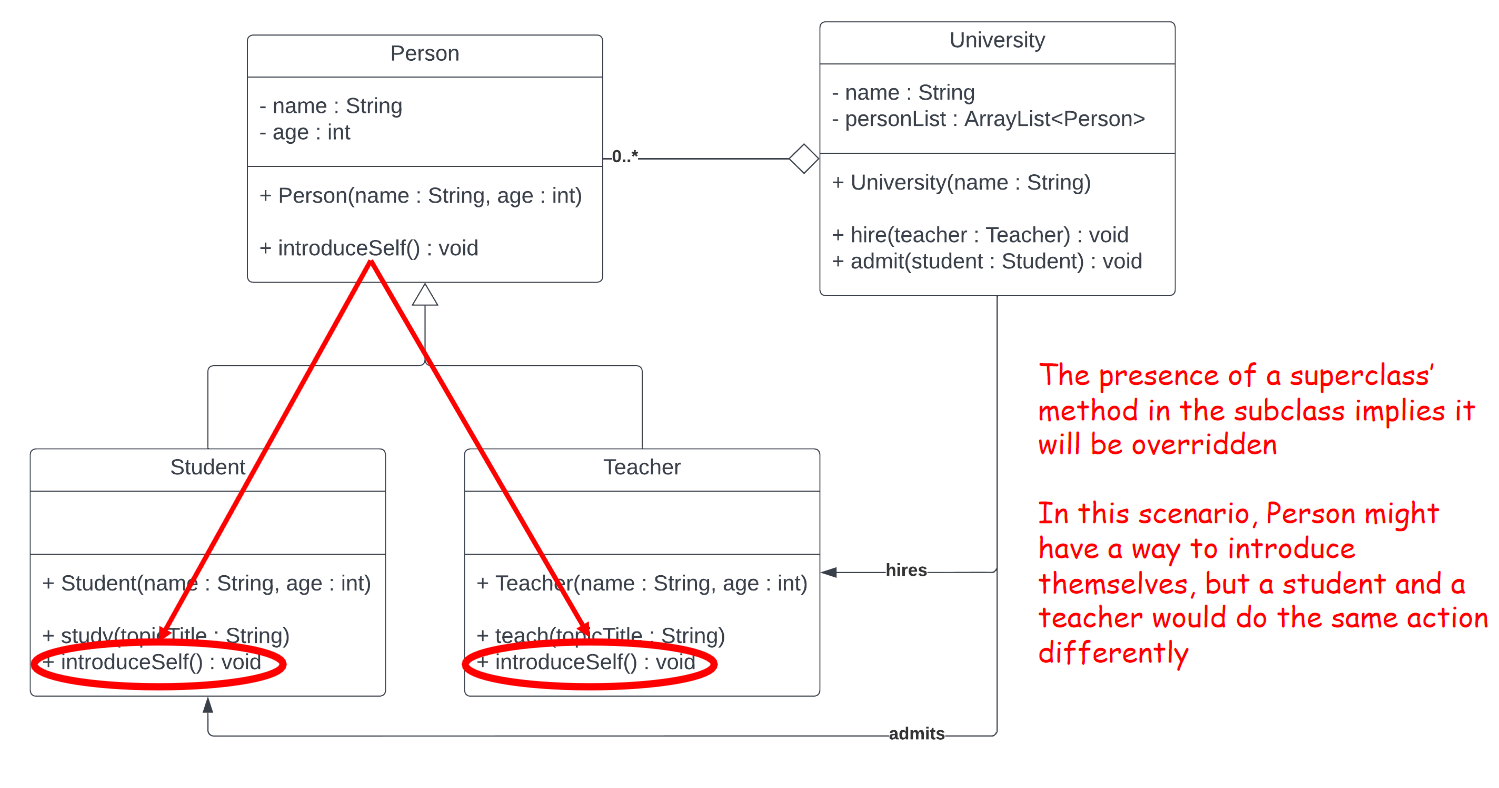 Person
- name : String
- age : int
+ Person(name : String, age : int)
+ introduceSelf() : void
0..*
University
- name : String
- personList : ArrayList<Person>
+ University(name : String)
+ hire(teacher : Teacher) : void
+ admit(student : Student) : void
Student
+ Student(name : String, age : int)
+ study(topicTitle : String)
+ introduceSelf() : void
Teacher
+ Teacher(name : String, age : int)
+ teach(topicTitle : String)
+ introduceSelf() : void
hires
admits
The presence of a superclass'
method in the subclass implies it
will be overridden
In this scenario, Person might
have a way to introduce
themselves, but a student and a
teacher would do the same action
differently